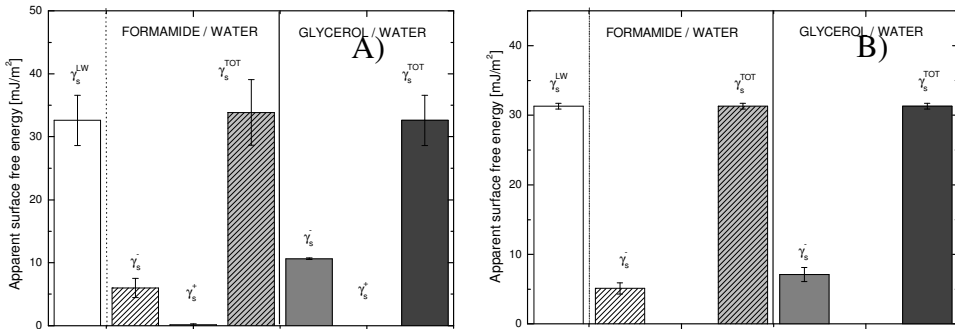 FORMAMIDE / WATER
GLYCEROL / WATER
A)
Apparent surface free energy [mJ/m²]
50
40
30
20
10
0
γₛᴸᵂ
γₛ⁻
γₛ⁺
γₛᵀᴼᵀ
γₛ⁻
γₛ⁺
γₛᵀᴼᵀ
FORMAMIDE / WATER
GLYCEROL / WATER
B)
Apparent surface free energy [mJ/m²]
40
30
20
10
0
γₛᴸᵂ
γₛ⁻
γₛᵀᴼᵀ
γₛ⁻
γₛᵀᴼᵀ